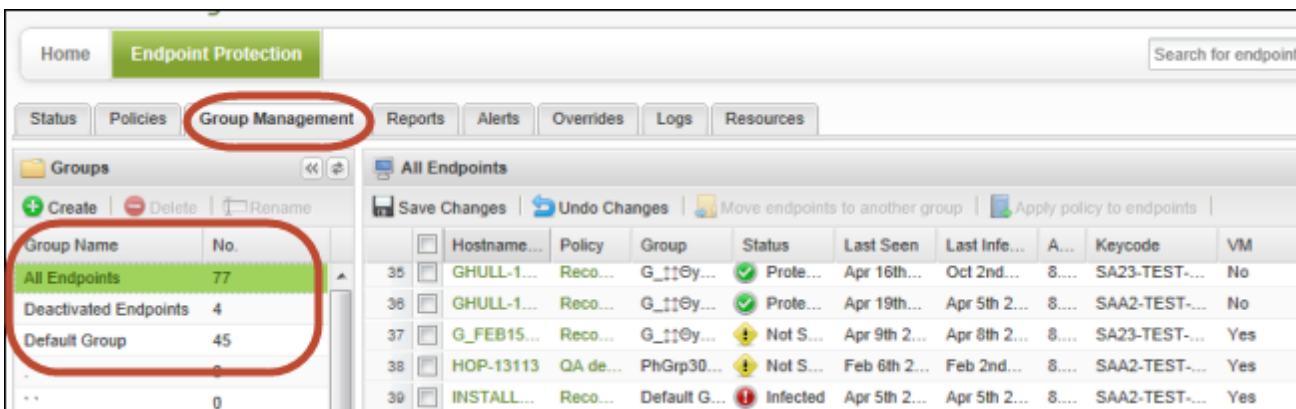 Home
Endpoint Protection
Search for endpoint
Status
Policies
Group Management
Reports
Alerts
Overrides
Logs
Resources
Groups
Create
Delete
Rename
Group Name No.
All Endpoints 77
Deactivated Endpoints 4
Default Group 45
0
All Endpoints
Save Changes
Undo Changes
Move endpoints to another group
Apply policy to endpoints
Hostname... Policy Group Status Last Seen Last Infe... A... Keycode VM
35 GHULL-1... Reco... G_‡‡Θy... Prote... Apr 16th... Oct 2nd... 8.... SA23-TEST-... No
36 GHULL-1... Reco... G_‡‡Θy... Prote... Apr 19th... Apr 5th 2... 8.... SAA2-TEST-... No
37 G_FEB15... Reco... G_‡‡Θy... Not S... Apr 9th 2... Apr 8th 2... 8.... SA23-TEST-... Yes
38 HOP-13113 QA de... PhGrp30... Not S... Feb 6th 2... Feb 2nd... 8.... SAA2-TEST-... Yes
39 INSTALL... Reco... Default G... Infected Apr 5th 2... Apr 5th 2... 8.... SAA2-TEST-... Yes